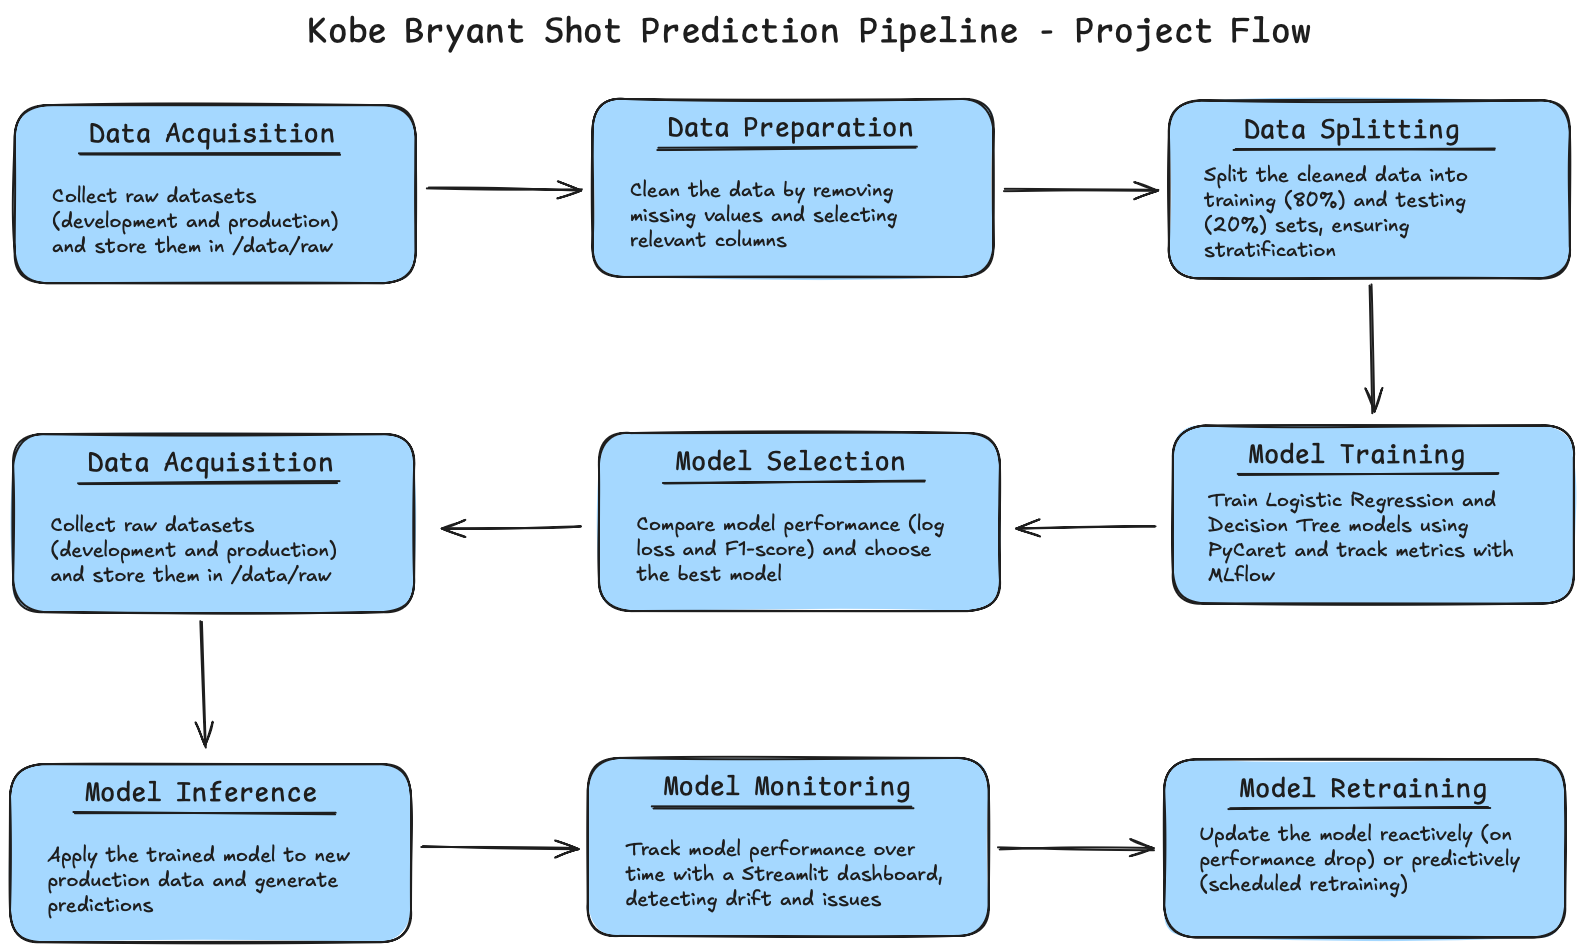 Kobe Bryant Shot Prediction Pipeline - Project Flow
Data Acquisition
Collect raw datasets
(development and production)
and store them in /data/raw
Data Preparation
Clean the data by removing
missing values and selecting
relevant columns
Data Splitting
Split the cleaned data into
training (80%) and testing
(20%) sets, ensuring
stratification
Model Training
Train Logistic Regression and
Decision Tree models using
PyCaret and track metrics with
MLflow
Model Selection
Compare model performance (log
loss and F1-score) and choose
the best model
Data Acquisition
Collect raw datasets
(development and production)
and store them in /data/raw
Model Inference
Apply the trained model to new
production data and generate
predictions
Model Monitoring
Track model performance over
time with a Streamlit dashboard,
detecting drift and issues
Model Retraining
Update the model reactively (on
performance drop) or predictively
(scheduled retraining)